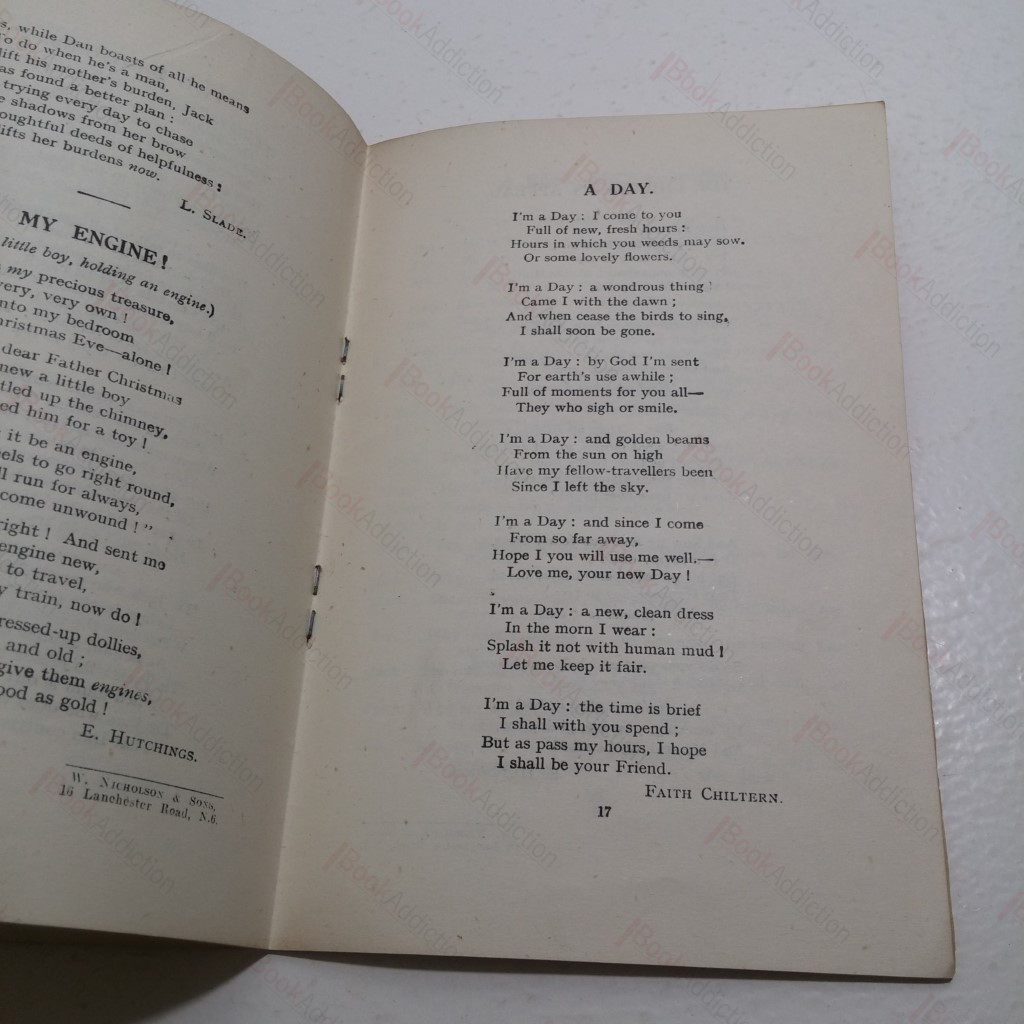 s, while Dan boasts of all he means
To do when he's a man,
lift his mother's burden, Jack
as found a better plan :
trying every day to chase
e shadows from her brow
oughtful deeds of helpfulness ;
lifts her burdens now.
L. SLADE.
MY ENGINE !
little boy, holding an engine.)
my precious treasure,
very, very own !
nto my bedroom
hristmas Eve—alone !
dear Father Christmas
new a little boy
tled up the chimney,
ed him for a toy !
it be an engine,
els to go right round,
ll run for always,
come unwound ! ”
right ! And sent me
engine new,
to travel,
y train, now do !
ressed-up dollies,
and old ;
give them engines,
ood as gold !
E. HUTCHINGS.
W. NICHOLSON & SONS,
16 Lanchester Road, N.6.
A DAY.
I'm a Day : I come to you
Full of new, fresh hours :
Hours in which you weeds may sow.
Or some lovely flowers.
I'm a Day : a wondrous thing !
Came I with the dawn ;
And when cease the birds to sing,
I shall soon be gone.
I'm a Day : by God I'm sent
For earth's use awhile ;
Full of moments for you all—
They who sigh or smile.
I'm a Day : and golden beams
From the sun on high
Have my fellow-travellers been
Since I left the sky.
I'm a Day : and since I come
From so far away,
Hope I you will use me well.—
Love me, your new Day !
I'm a Day : a new, clean dress
In the morn I wear :
Splash it not with human mud !
Let me keep it fair.
I'm a Day : the time is brief
I shall with you spend ;
But as pass my hours, I hope
I shall be your Friend.
FAITH CHILTERN.
17
BookAddiction